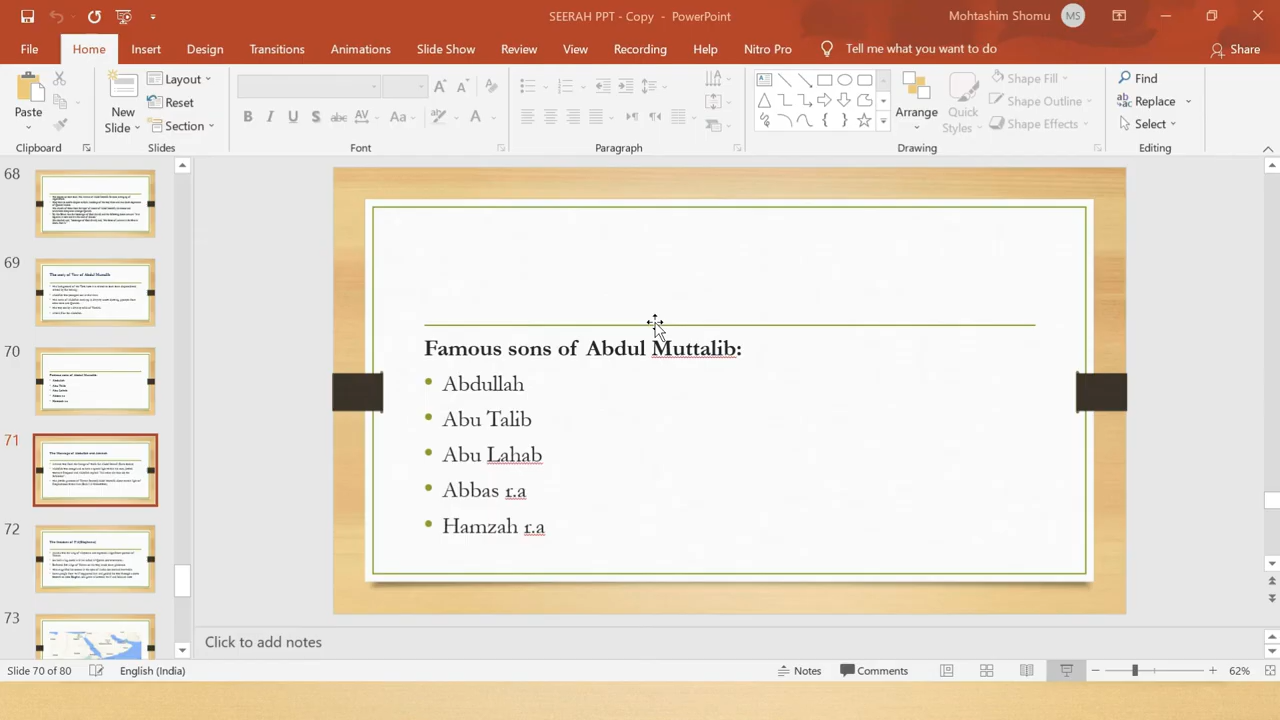 SEERAH PPT - Copy - PowerPoint
Mohtashim Shomu MS
File Home Insert Design Transitions Animations Slide Show Review View Recording Help Nitro Pro Tell me what you want to do Share
Paste
Clipboard
New Slide
Layout
Reset
Section
Slides
B I U S abc AV Aa A
Font
Paragraph
Arrange
Quick Styles
Shape Fill
Shape Outline
Shape Effects
Drawing
Find
Replace
Select
Editing
68
69
70
71
72
73
Famous sons of Abdul Muttalib:
• Abdullah
• Abu Talib
• Abu Lahab
• Abbas r.a
• Hamzah r.a
Click to add notes
Slide 70 of 80 English (India) Notes Comments 62%